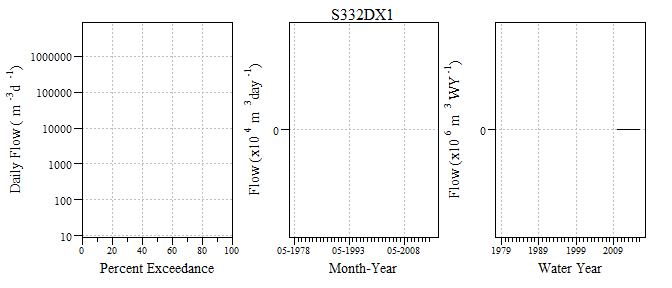 S332DX1
Daily Flow ( m -3 d -1)
1000000
100000
10000
1000
100
10
0 20 40 60 80 100
Percent Exceedance
Flow (x10 4 m 3 day -1)
0
05-1978 05-1993 05-2008
Month-Year
Flow (x10 6 m 3 WY -1)
0
1979 1989 1999 2009
Water Year